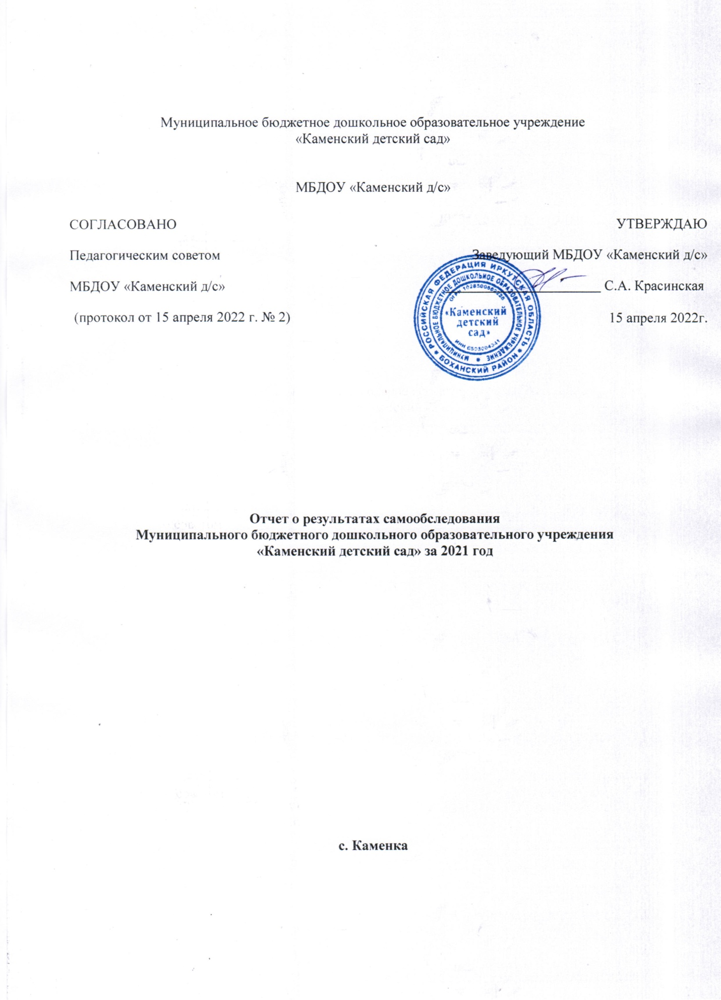 Муниципальное бюджетное дошкольное образовательное учреждение
«Каменский детский сад»
МБДОУ «Каменский д/с»
СОГЛАСОВАНО
УТВЕРЖДАЮ
Педагогическим советом
Заведующий МБДОУ «Каменский д/с»
МБДОУ «Каменский д/с»
С.А. Красинская
(протокол от 15 апреля 2022 г. № 2)
15 апреля 2022г.
РОССИЙСКАЯ ФЕДЕРАЦИЯ ИРКУТСКАЯ ОБЛАСТЬ
БОХАНСКИЙ РАЙОН
МУНИЦИПАЛЬНОЕ БЮДЖЕТНОЕ ДОШКОЛЬНОЕ ОБРАЗОВАТЕЛЬНОЕ УЧРЕЖДЕНИЕ
ОГРН
«Каменский
детский
сад»
ИНН
Отчет о результатах самообследования
Муниципального бюджетного дошкольного образовательного учреждения
«Каменский детский сад» за 2021 год
с. Каменка